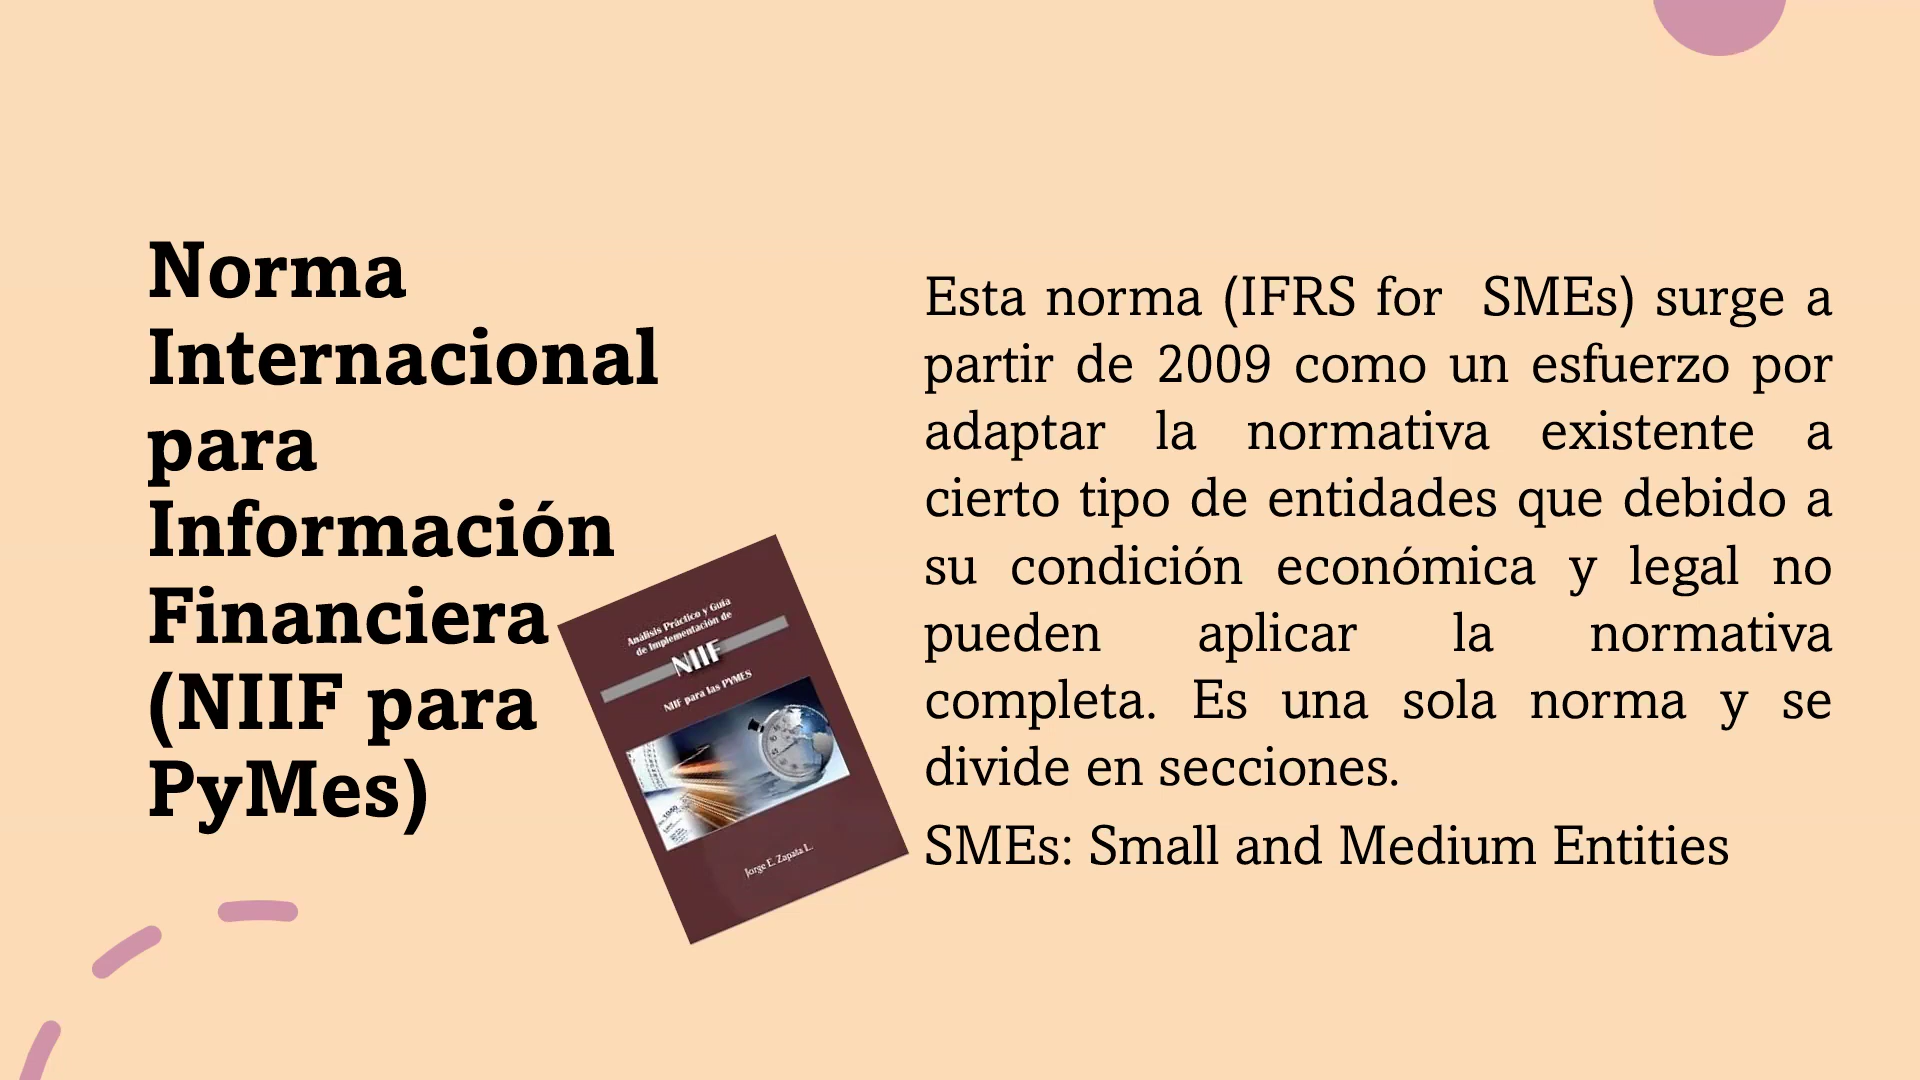 Norma
Internacional
para
Información
Financiera
(NIIF para
PyMes)
Análisis Práctico y Guía
de Implementación de
NIIF
NIIF para las PYMES
Jorge E. Zapata L.
Esta norma (IFRS for  SMEs) surge a
partir de 2009 como un esfuerzo por
adaptar la normativa existente a
cierto tipo de entidades que debido a
su condición económica y legal no
pueden aplicar la normativa
completa. Es una sola norma y se
divide en secciones.
SMEs: Small and Medium Entities